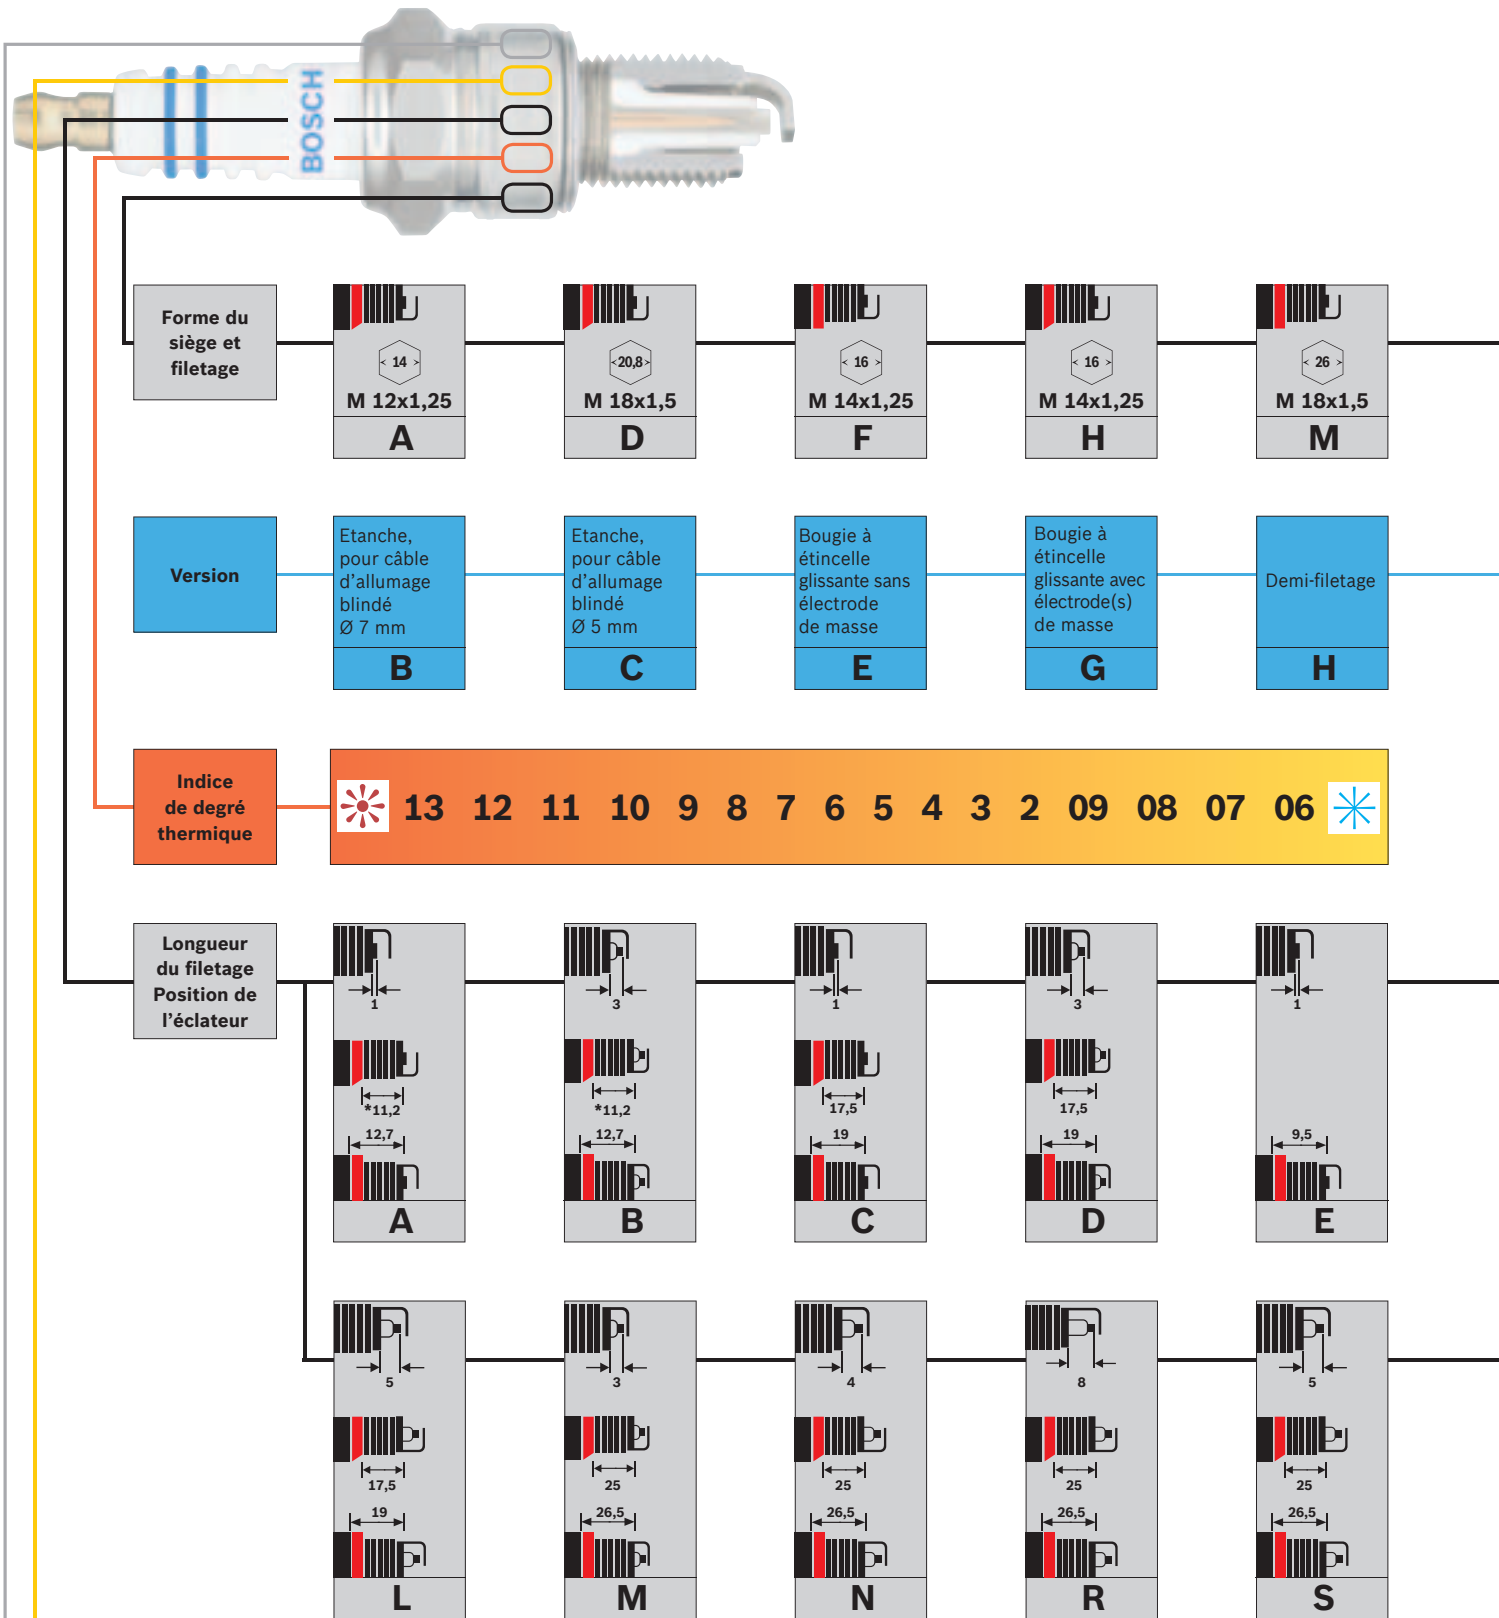 BOSCH
Forme du
siège et
filetage
14
M 12x1,25
A
20,8
M 18x1,5
D
16
M 14x1,25
F
16
M 14x1,25
H
26
M 18x1,5
M
Version
Etanche,
pour câble
d'allumage
blindé
Ø 7 mm
B
Etanche,
pour câble
d'allumage
blindé
Ø 5 mm
C
Bougie à
étincelle
glissante sans
électrode
de masse
E
Bougie à
étincelle
glissante avec
électrode(s)
de masse
G
Demi-filetage
H
Indice
de degré
thermique
13 12 11 10 9 8 7 6 5 4 3 2 09 08 07 06
Longueur
du filetage
Position de
l'éclateur
1
*11,2
12,7
A
3
*11,2
12,7
B
1
17,5
19
C
3
17,5
19
D
1
9,5
E
5
17,5
19
L
3
25
26,5
M
4
25
26,5
N
8
25
26,5
R
5
25
26,5
S